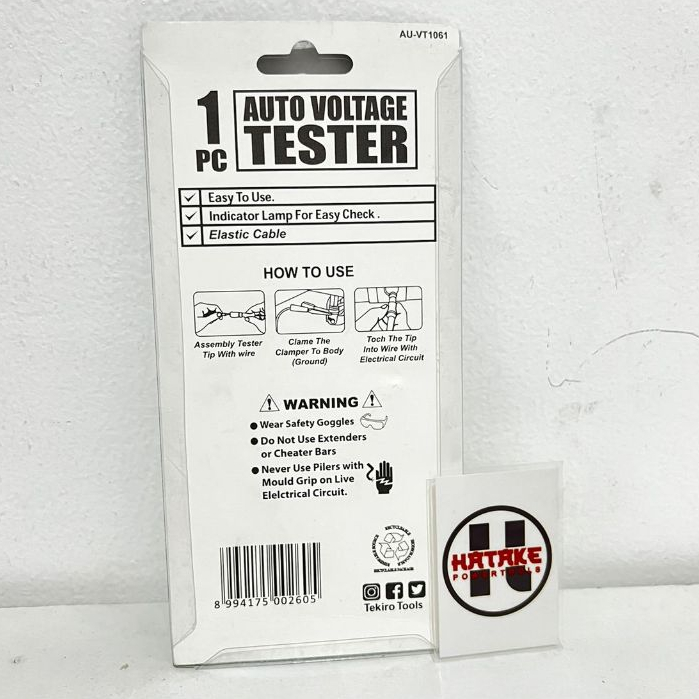 AU-VT1061
1
PC
AUTO VOLTAGE
TESTER
Easy To Use.
Indicator Lamp For Easy Check .
Elastic Cable
HOW TO USE
Assembly Tester
Tip With wire
Clame The
Clamper To Body
(Ground)
Toch The Tip
Into Wire With
Electrical Circuit
WARNING
Wear Safety Goggles
Do Not Use Extenders
or Cheater Bars
Never Use Pilers with
Mould Grip on Live
Elelctrical Circuit.
RECYCLEABLE
8 994175 002605
Tekiro Tools
H
HATAKE
POWERTOOLS